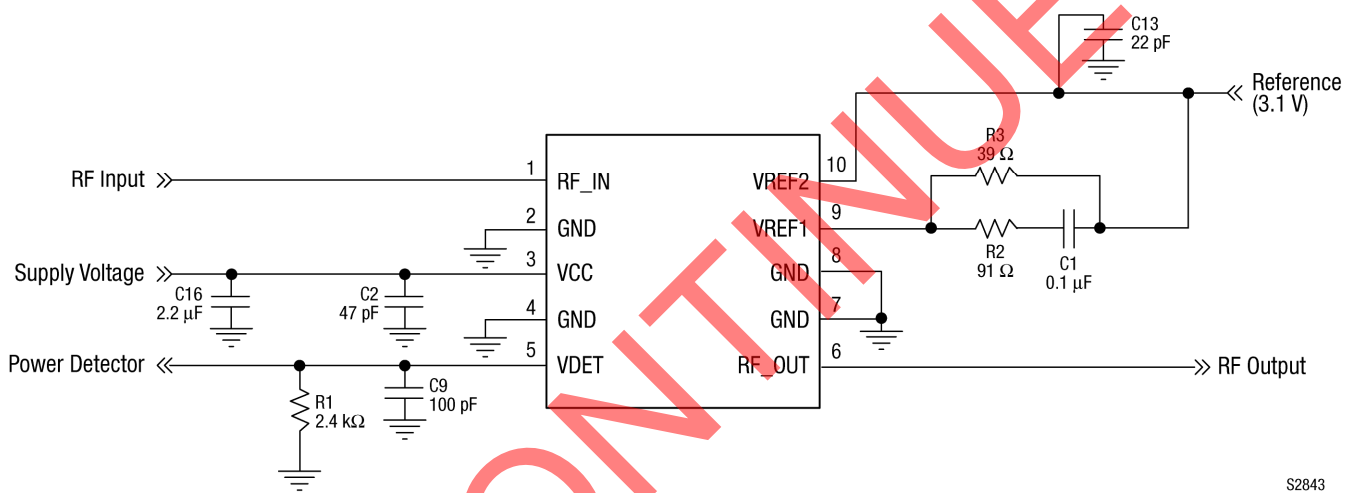 C13
22 pF
Reference
(3.1 V)
R3
39 Ω
RF Input
1
RF_IN
VREF2
10
2
GND
VREF1
9
R2
91 Ω
C1
0.1 µF
Supply Voltage
3
VCC
GND
8
C16
2.2 µF
C2
47 pF
4
GND
GND
7
Power Detector
5
VDET
RF_OUT
6
RF Output
R1
2.4 kΩ
C9
100 pF
ONTINUE
S2843